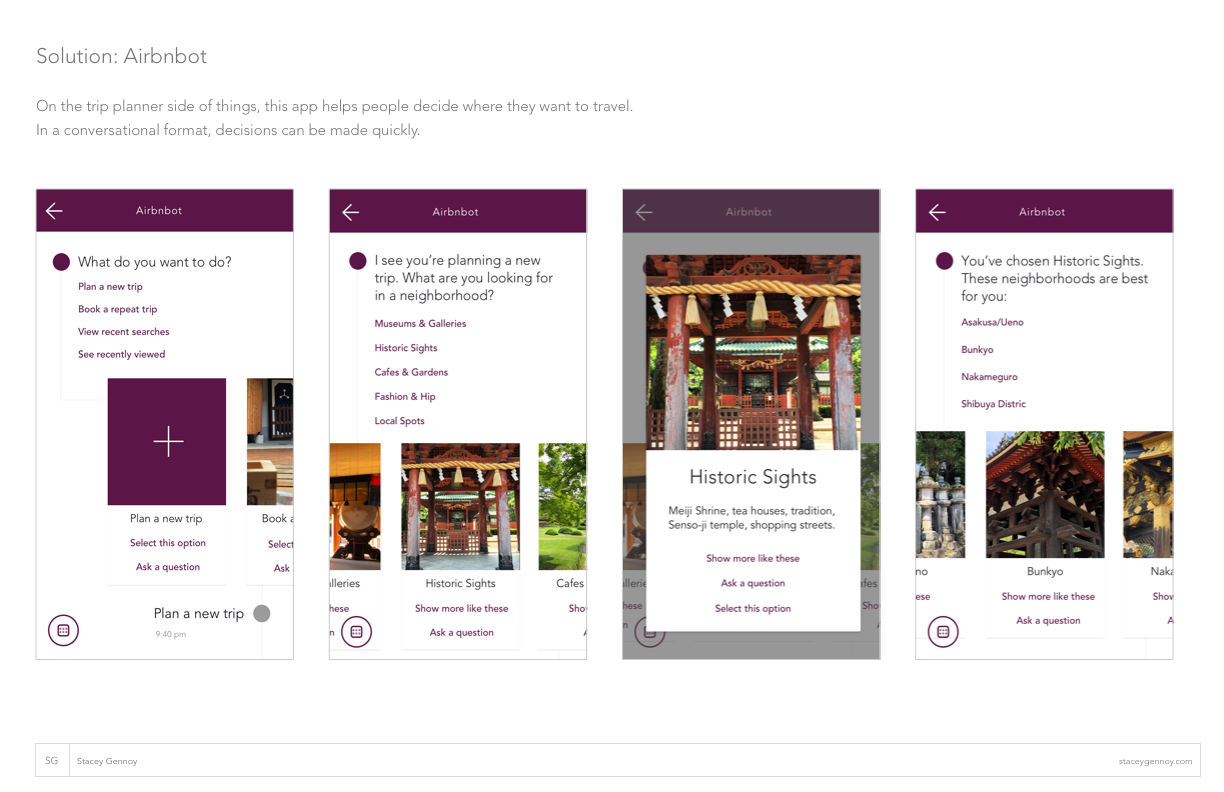 Solution: Airbnbot
On the trip planner side of things, this app helps people decide where they want to travel.
In a conversational format, decisions can be made quickly.
Airbnbot
What do you want to do?
Plan a new trip
Book a repeat trip
View recent searches
See recently viewed
Plan a new trip
Select this option
Ask a question
Book a
Select
Ask
Plan a new trip
9:40 pm
Airbnbot
I see you're planning a new
trip. What are you looking for
in a neighborhood?
Museums & Galleries
Historic Sights
Cafes & Gardens
Fashion & Hip
Local Spots
lleries
hese
n
Historic Sights
Show more like these
Ask a question
Cafes
Sho
Airbnbot
Historic Sights
Meiji Shrine, tea houses, tradition,
Senso-ji temple, shopping streets.
Show more like these
Ask a question
Select this option
allerie
hese
n
afes
Sho
Airbnbot
You've chosen Historic Sights.
These neighborhoods are best
for you:
Asakusa/Ueno
Bunkyo
Nakameguro
Shibuya Distric
no
ese
Bunkyo
Show more like these
Ask a question
Naka
Show
A
SG
Stacey Gennoy
staceygennoy.com